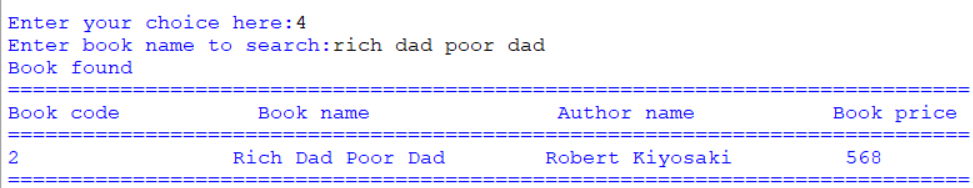 Enter your choice here:4
Enter book name to search:rich dad poor dad
Book found
=============================================================================
Book code           Book name               Author name           Book price
=============================================================================
2                 Rich Dad Poor Dad        Robert Kiyosaki         568
=============================================================================